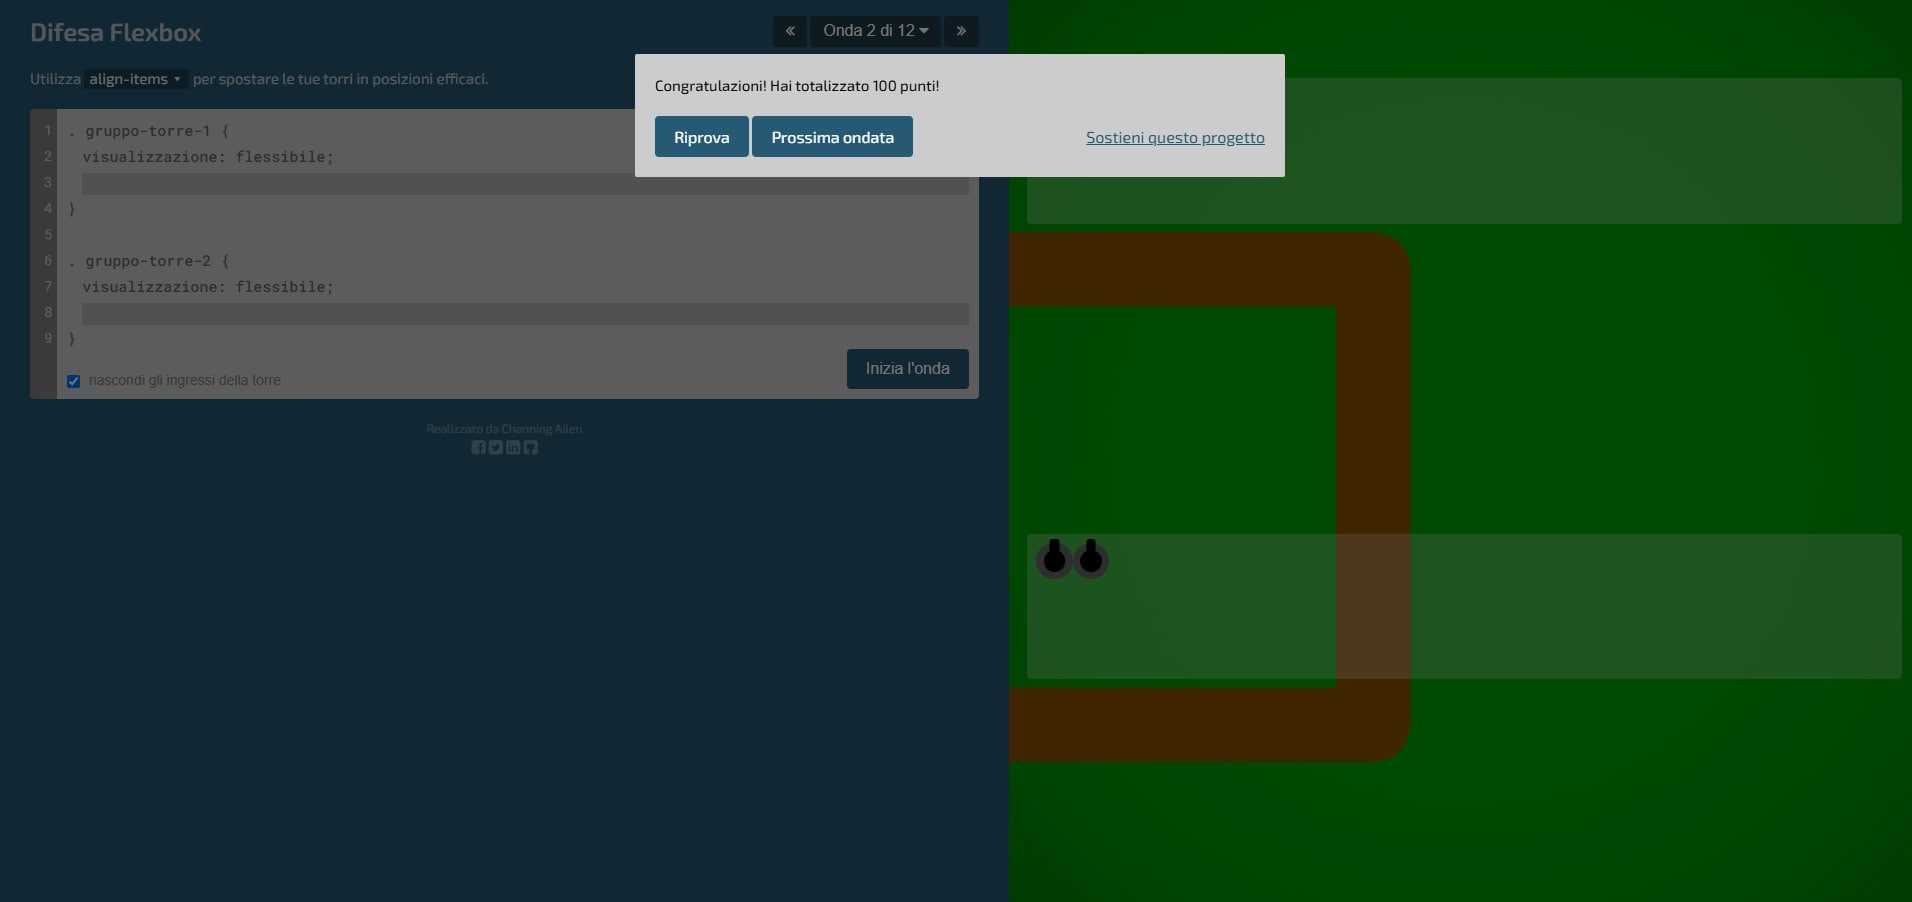 Difesa Flexbox
« Onda 2 di 12 »
Utilizza align-items per spostare le tue torri in posizioni efficaci.
Congratulazioni! Hai totalizzato 100 punti!
Riprova Prossima ondata Sostieni questo progetto
1 . gruppo-torre-1 {
2 visualizzazione: flessibile;
3
4 }
5
6 . gruppo-torre-2 {
7 visualizzazione: flessibile;
8
9 }
nascondi gli ingressi della torre
Inizia l'onda
Realizzato da Channing Allen